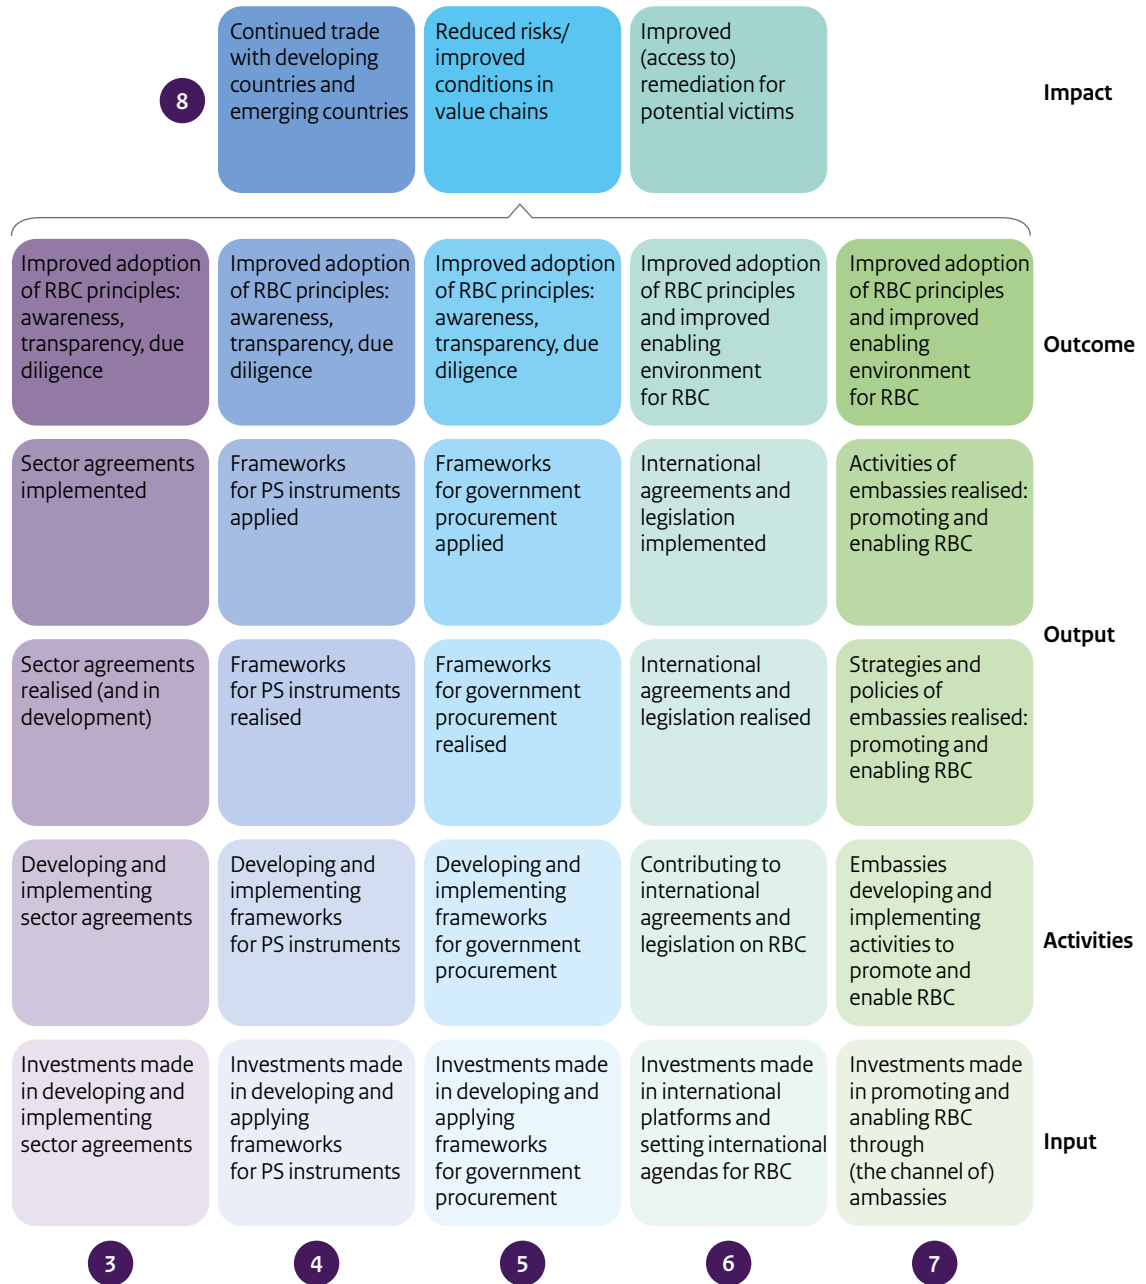 Continued trade
with developing
countries and
emerging countries
Reduced risks/
improved
conditions in
value chains
Improved
(access to)
remediation for
potential victims
8
Impact
Improved adoption
of RBC principles:
awareness,
transparency, due
diligence
Improved adoption
of RBC principles:
awareness,
transparency, due
diligence
Improved adoption
of RBC principles:
awareness,
transparency, due
diligence
Improved adoption
of RBC principles
and improved
enabling
environment
for RBC
Improved adoption
of RBC principles
and improved
enabling
environment
for RBC
Outcome
Sector agreements
implemented
Frameworks
for PS instruments
applied
Frameworks
for government
procurement
applied
International
agreements and
legislation
implemented
Activities of
embassies realised:
promoting and
enabling RBC
Output
Sector agreements
realised (and in
development)
Frameworks
for PS instruments
realised
Frameworks
for government
procurement
realised
International
agreements and
legislation realised
Strategies and
policies of
embassies realised:
promoting and
enabling RBC
Developing and
implementing
sector agreements
Developing and
implementing
frameworks
for PS instruments
Developing and
implementing
frameworks
for government
procurement
Contributing to
international
agreements and
legislation on RBC
Embassies
developing and
implementing
activities to
promote and
enable RBC
Activities
Investments made
in developing and
implementing
sector agreements
Investments made
in developing and
applying
frameworks
for PS instruments
Investments made
in developing and
applying
frameworks
for government
procurement
Investments made
in international
platforms and
setting international
agendas for RBC
Investments made
in promoting and
enabling RBC
through
(the channel of)
ambassies
Input
3
4
5
6
7